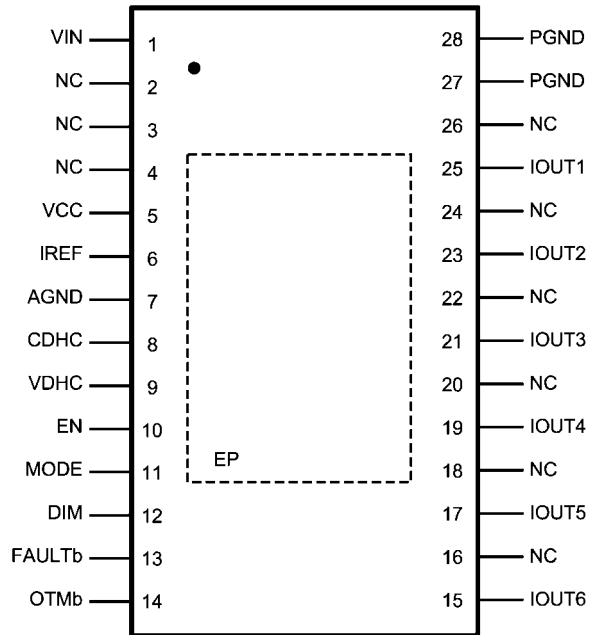 VIN 1 28 PGND
NC 2 27 PGND
NC 3 26 NC
NC 4 25 IOUT1
VCC 5 24 NC
IREF 6 23 IOUT2
AGND 7 22 NC
CDHC 8 21 IOUT3
VDHC 9 20 NC
EN 10 19 IOUT4
MODE 11 EP 18 NC
DIM 12 17 IOUT5
FAULTb 13 16 NC
OTMb 14 15 IOUT6